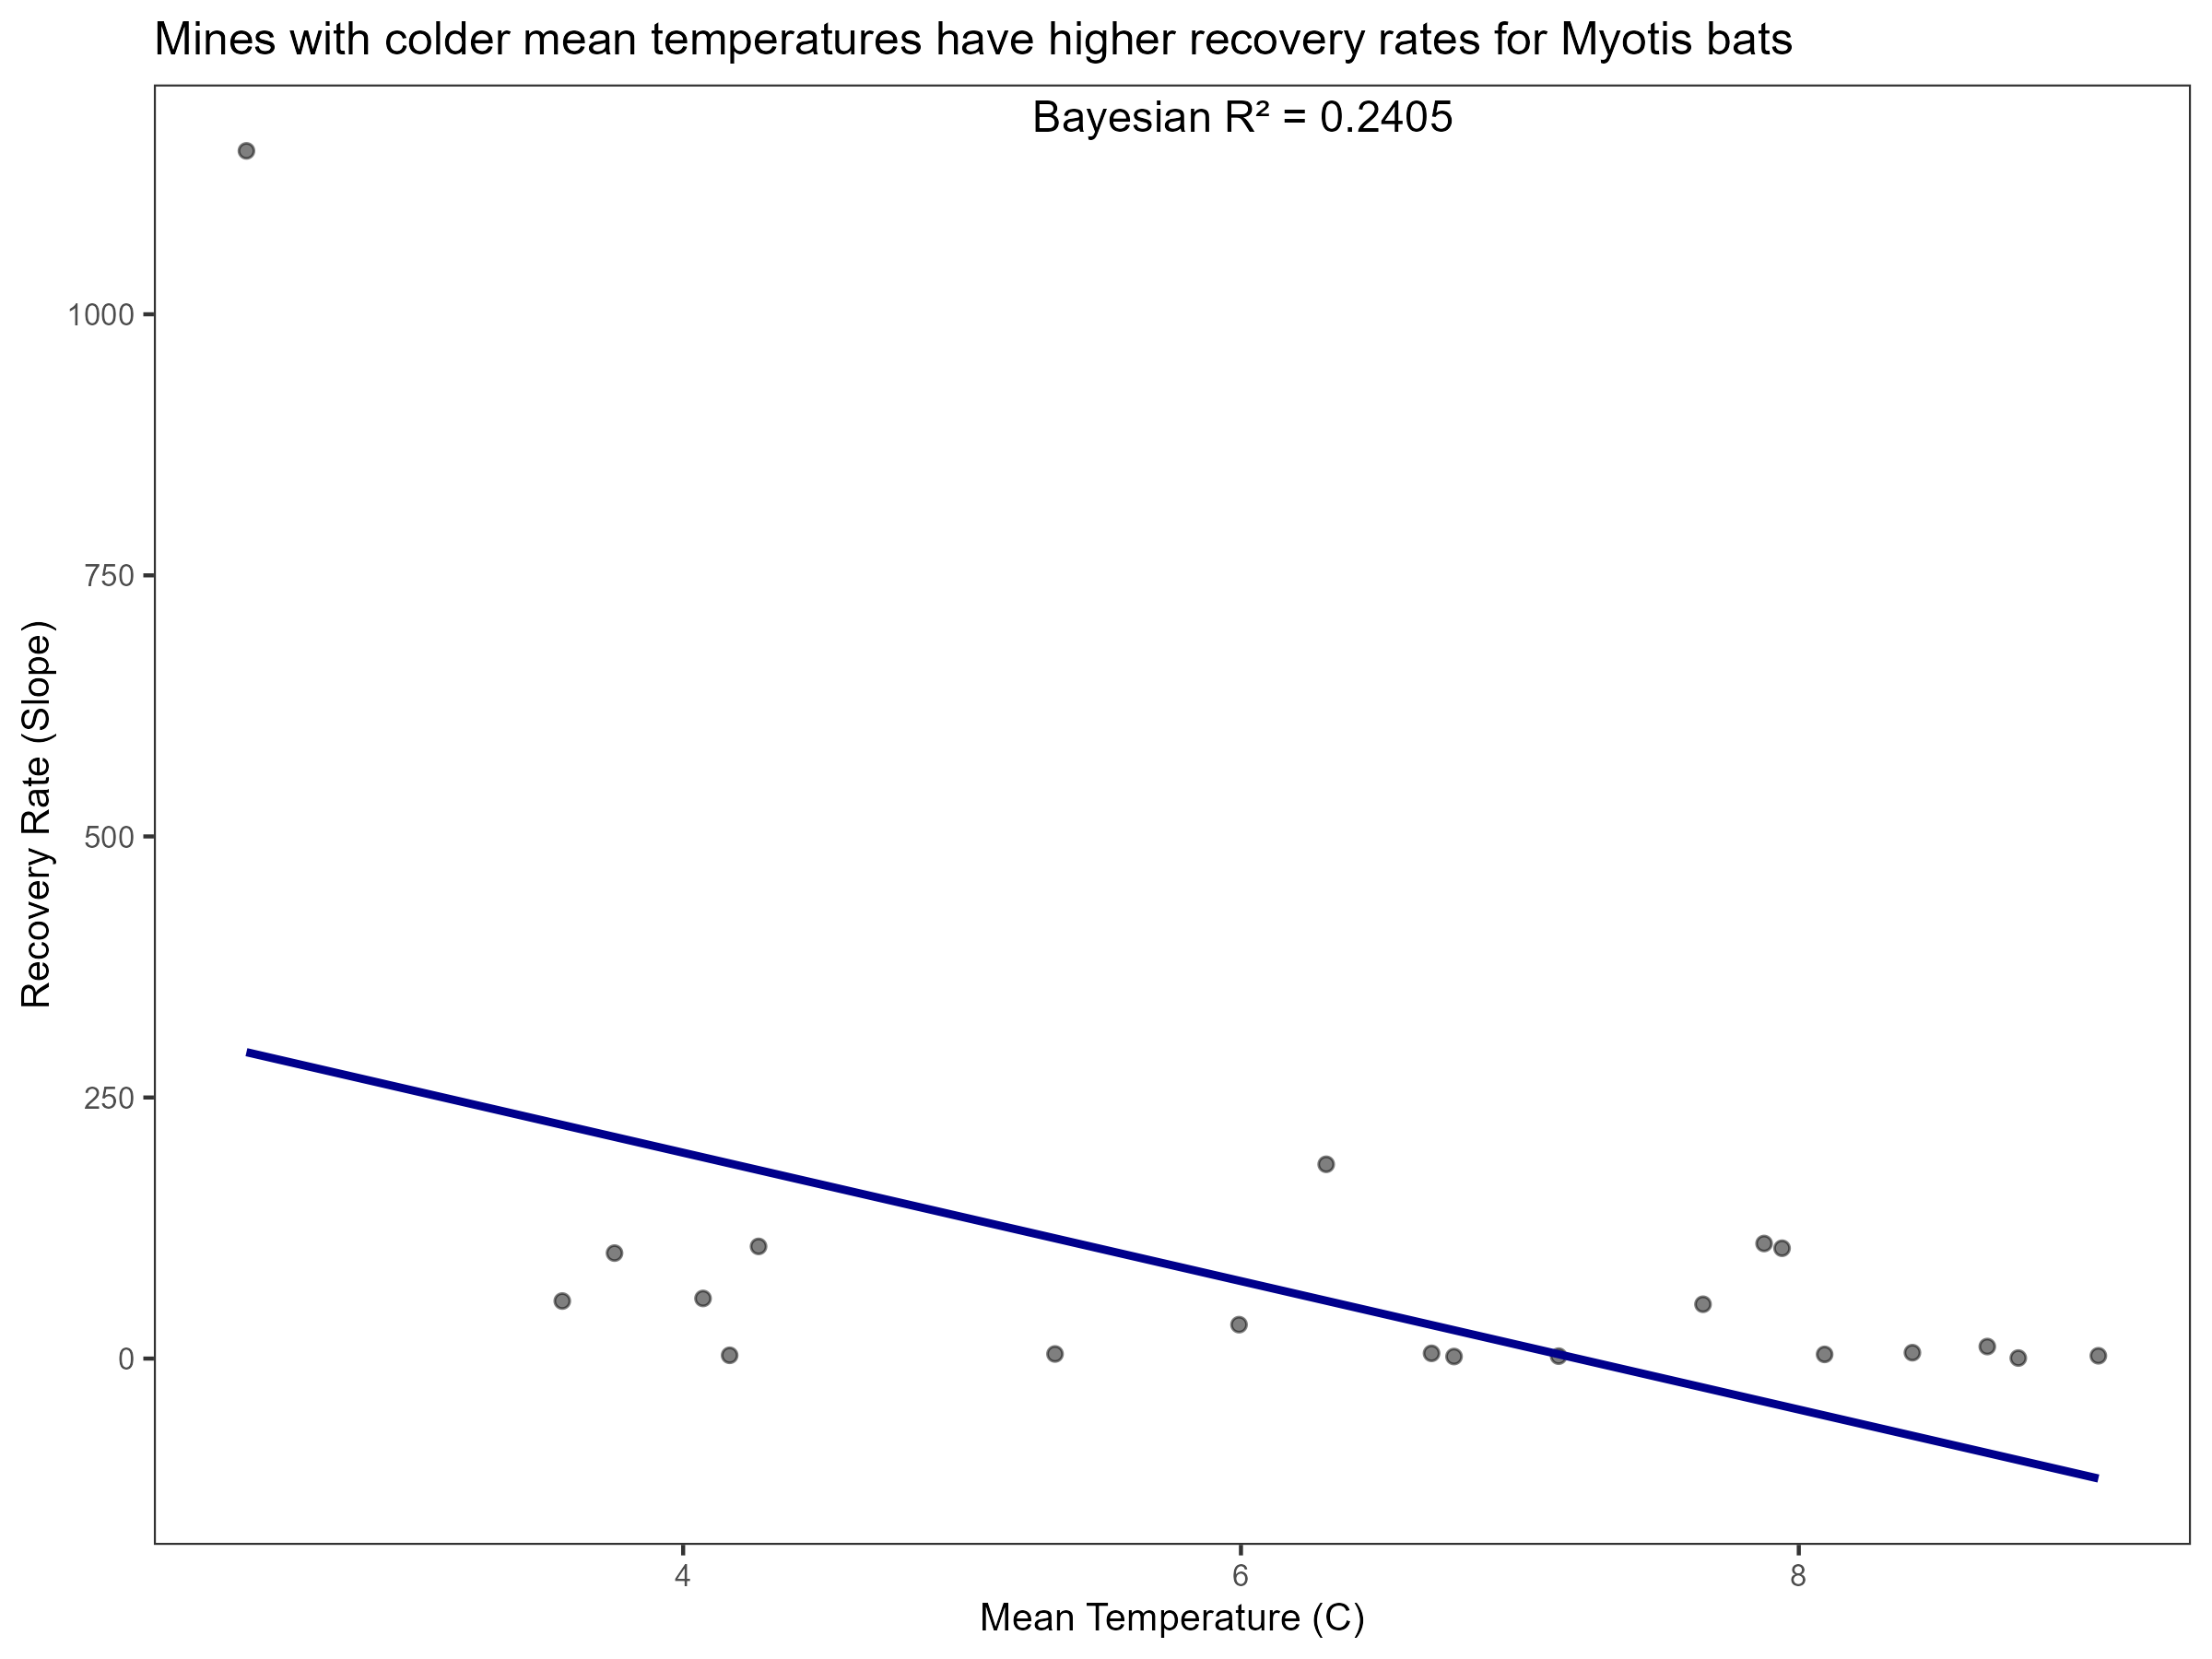 Mines with colder mean temperatures have higher recovery rates for Myotis bats
Bayesian R² = 0.2405
1000
750
500
250
0
Recovery Rate (Slope)
4
6
8
Mean Temperature (C)